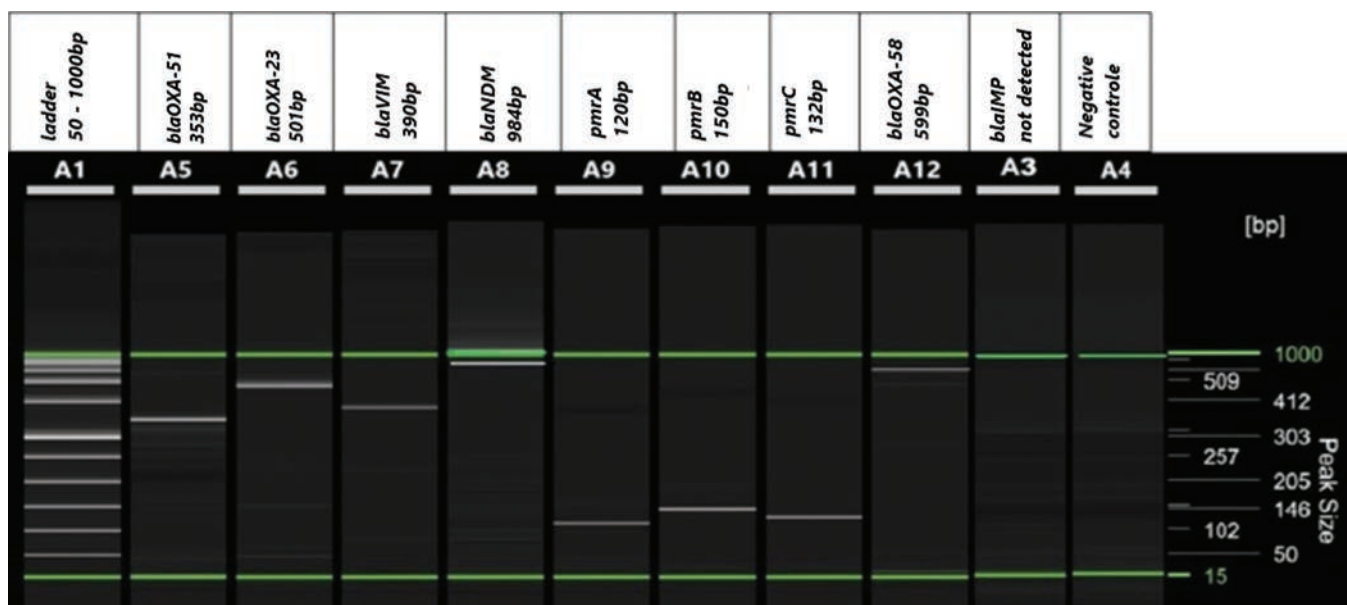 ladder
50 - 1000bp
blaOXA-51
353bp
blaOXA-23
501bp
blaVIM
390bp
blaNDM
984bp
pmrA
120bp
pmrB
150bp
pmrC
132bp
blaOXA-58
599bp
blaIMP
not detected
Negative
controle
A1 A5 A6 A7 A8 A9 A10 A11 A12 A3 A4
[bp]
1000
509
412
303
257
205
146
102
50
15
Peak Size